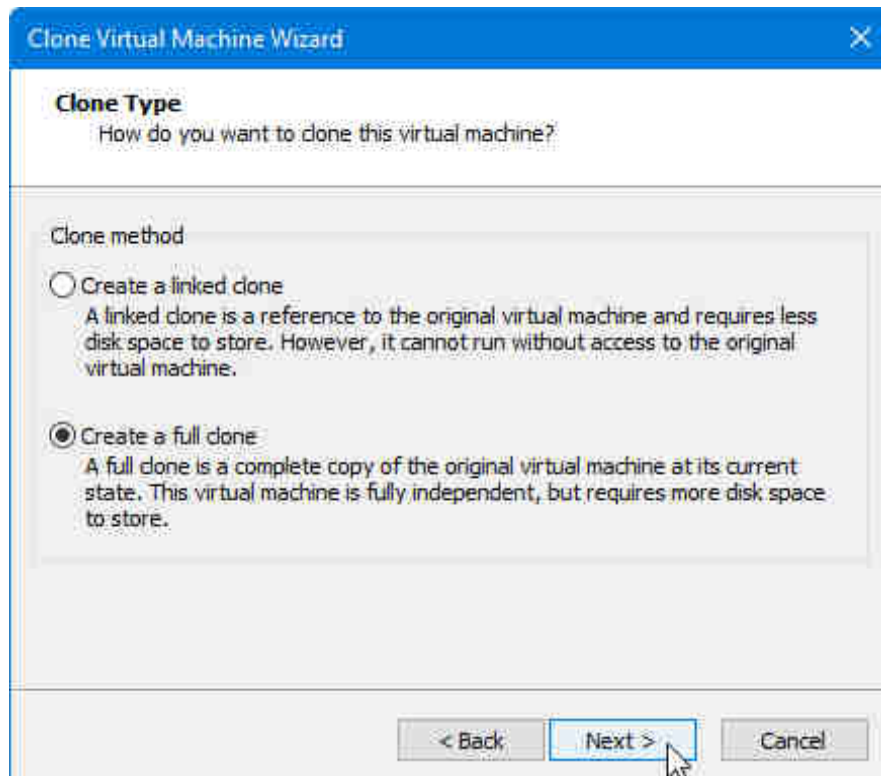 Clone Virtual Machine Wizard
Clone Type
How do you want to clone this virtual machine?
Clone method
Create a linked clone
A linked clone is a reference to the original virtual machine and requires less
disk space to store. However, it cannot run without access to the original
virtual machine.
Create a full clone
A full clone is a complete copy of the original virtual machine at its current
state. This virtual machine is fully independent, but requires more disk space
to store.
< Back
Next >
Cancel